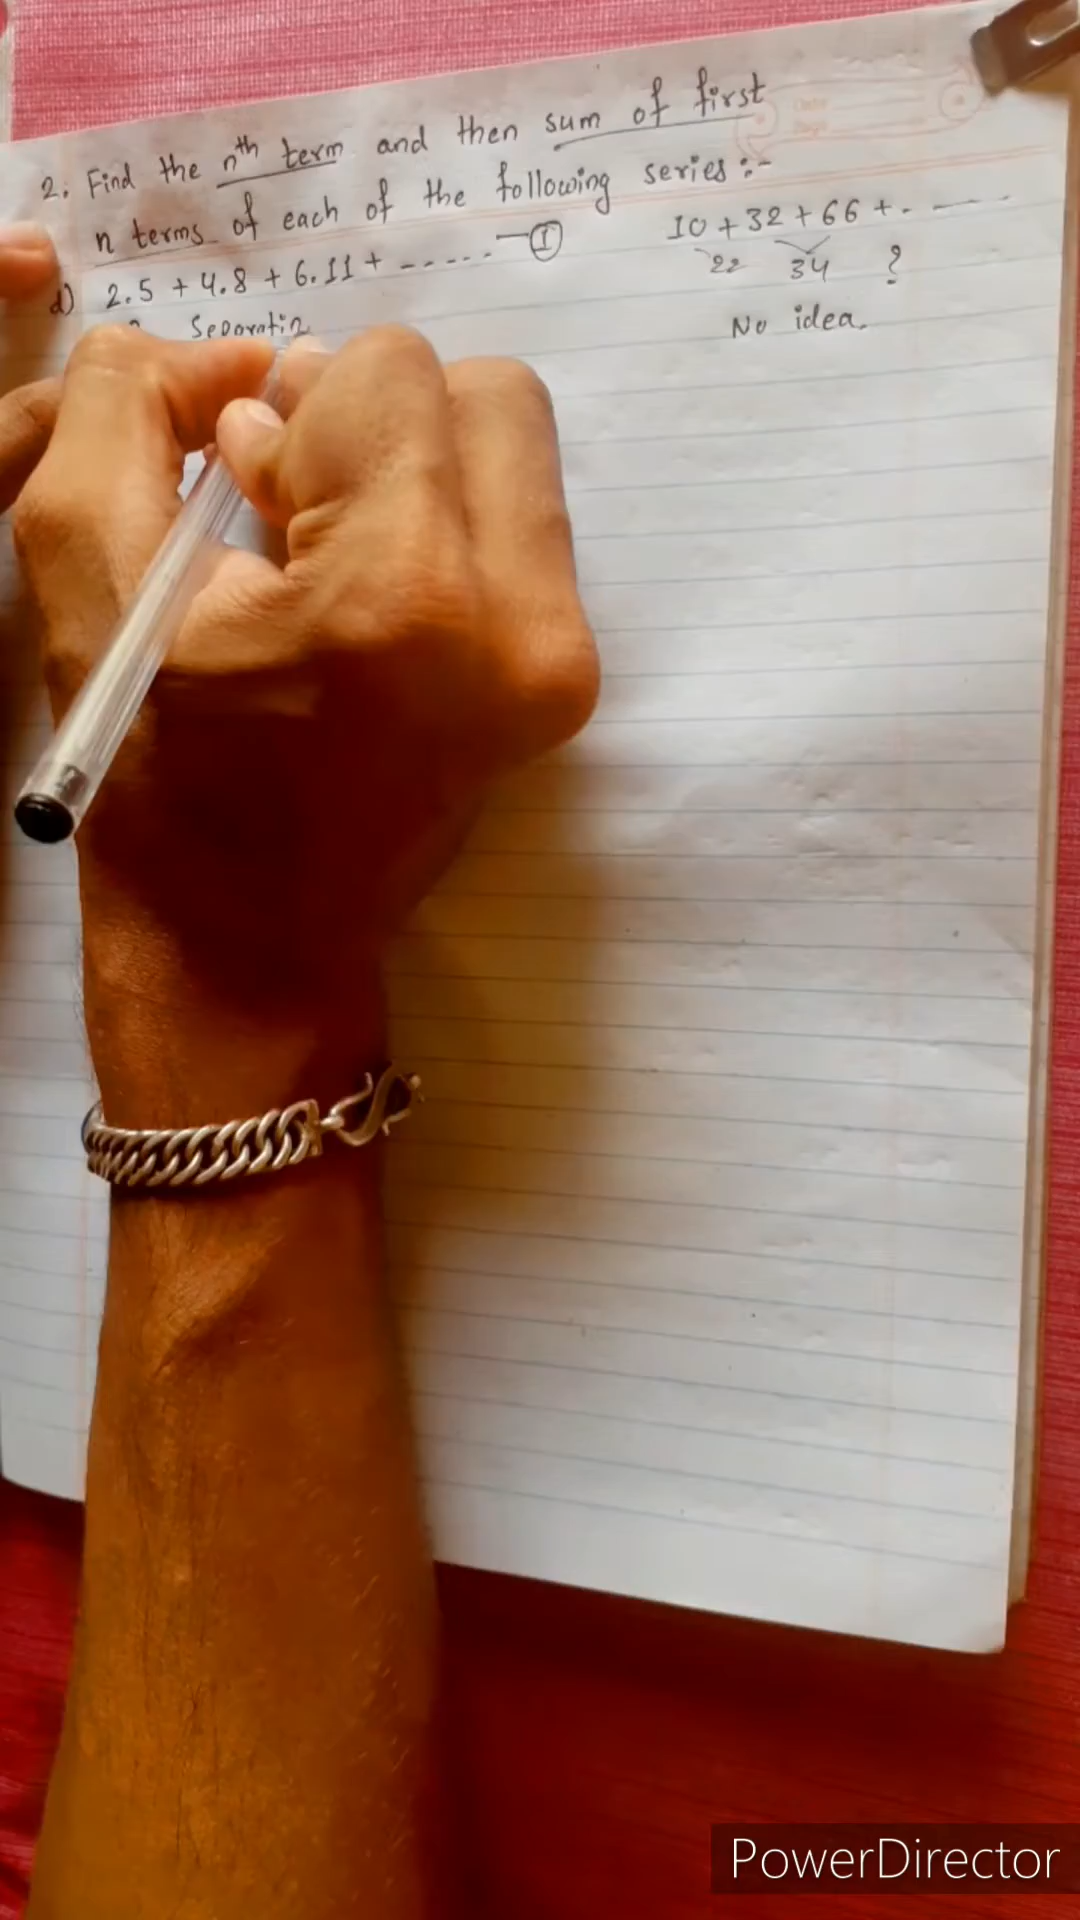 2. Find the nth term and then sum of first
n terms of each of the following series :-
d) 2.5 + 4.8 + 6.11 + ------ (I)
Separatin
10 + 32 + 66 + . - - - -
22 34 ?
No idea.
PowerDirector